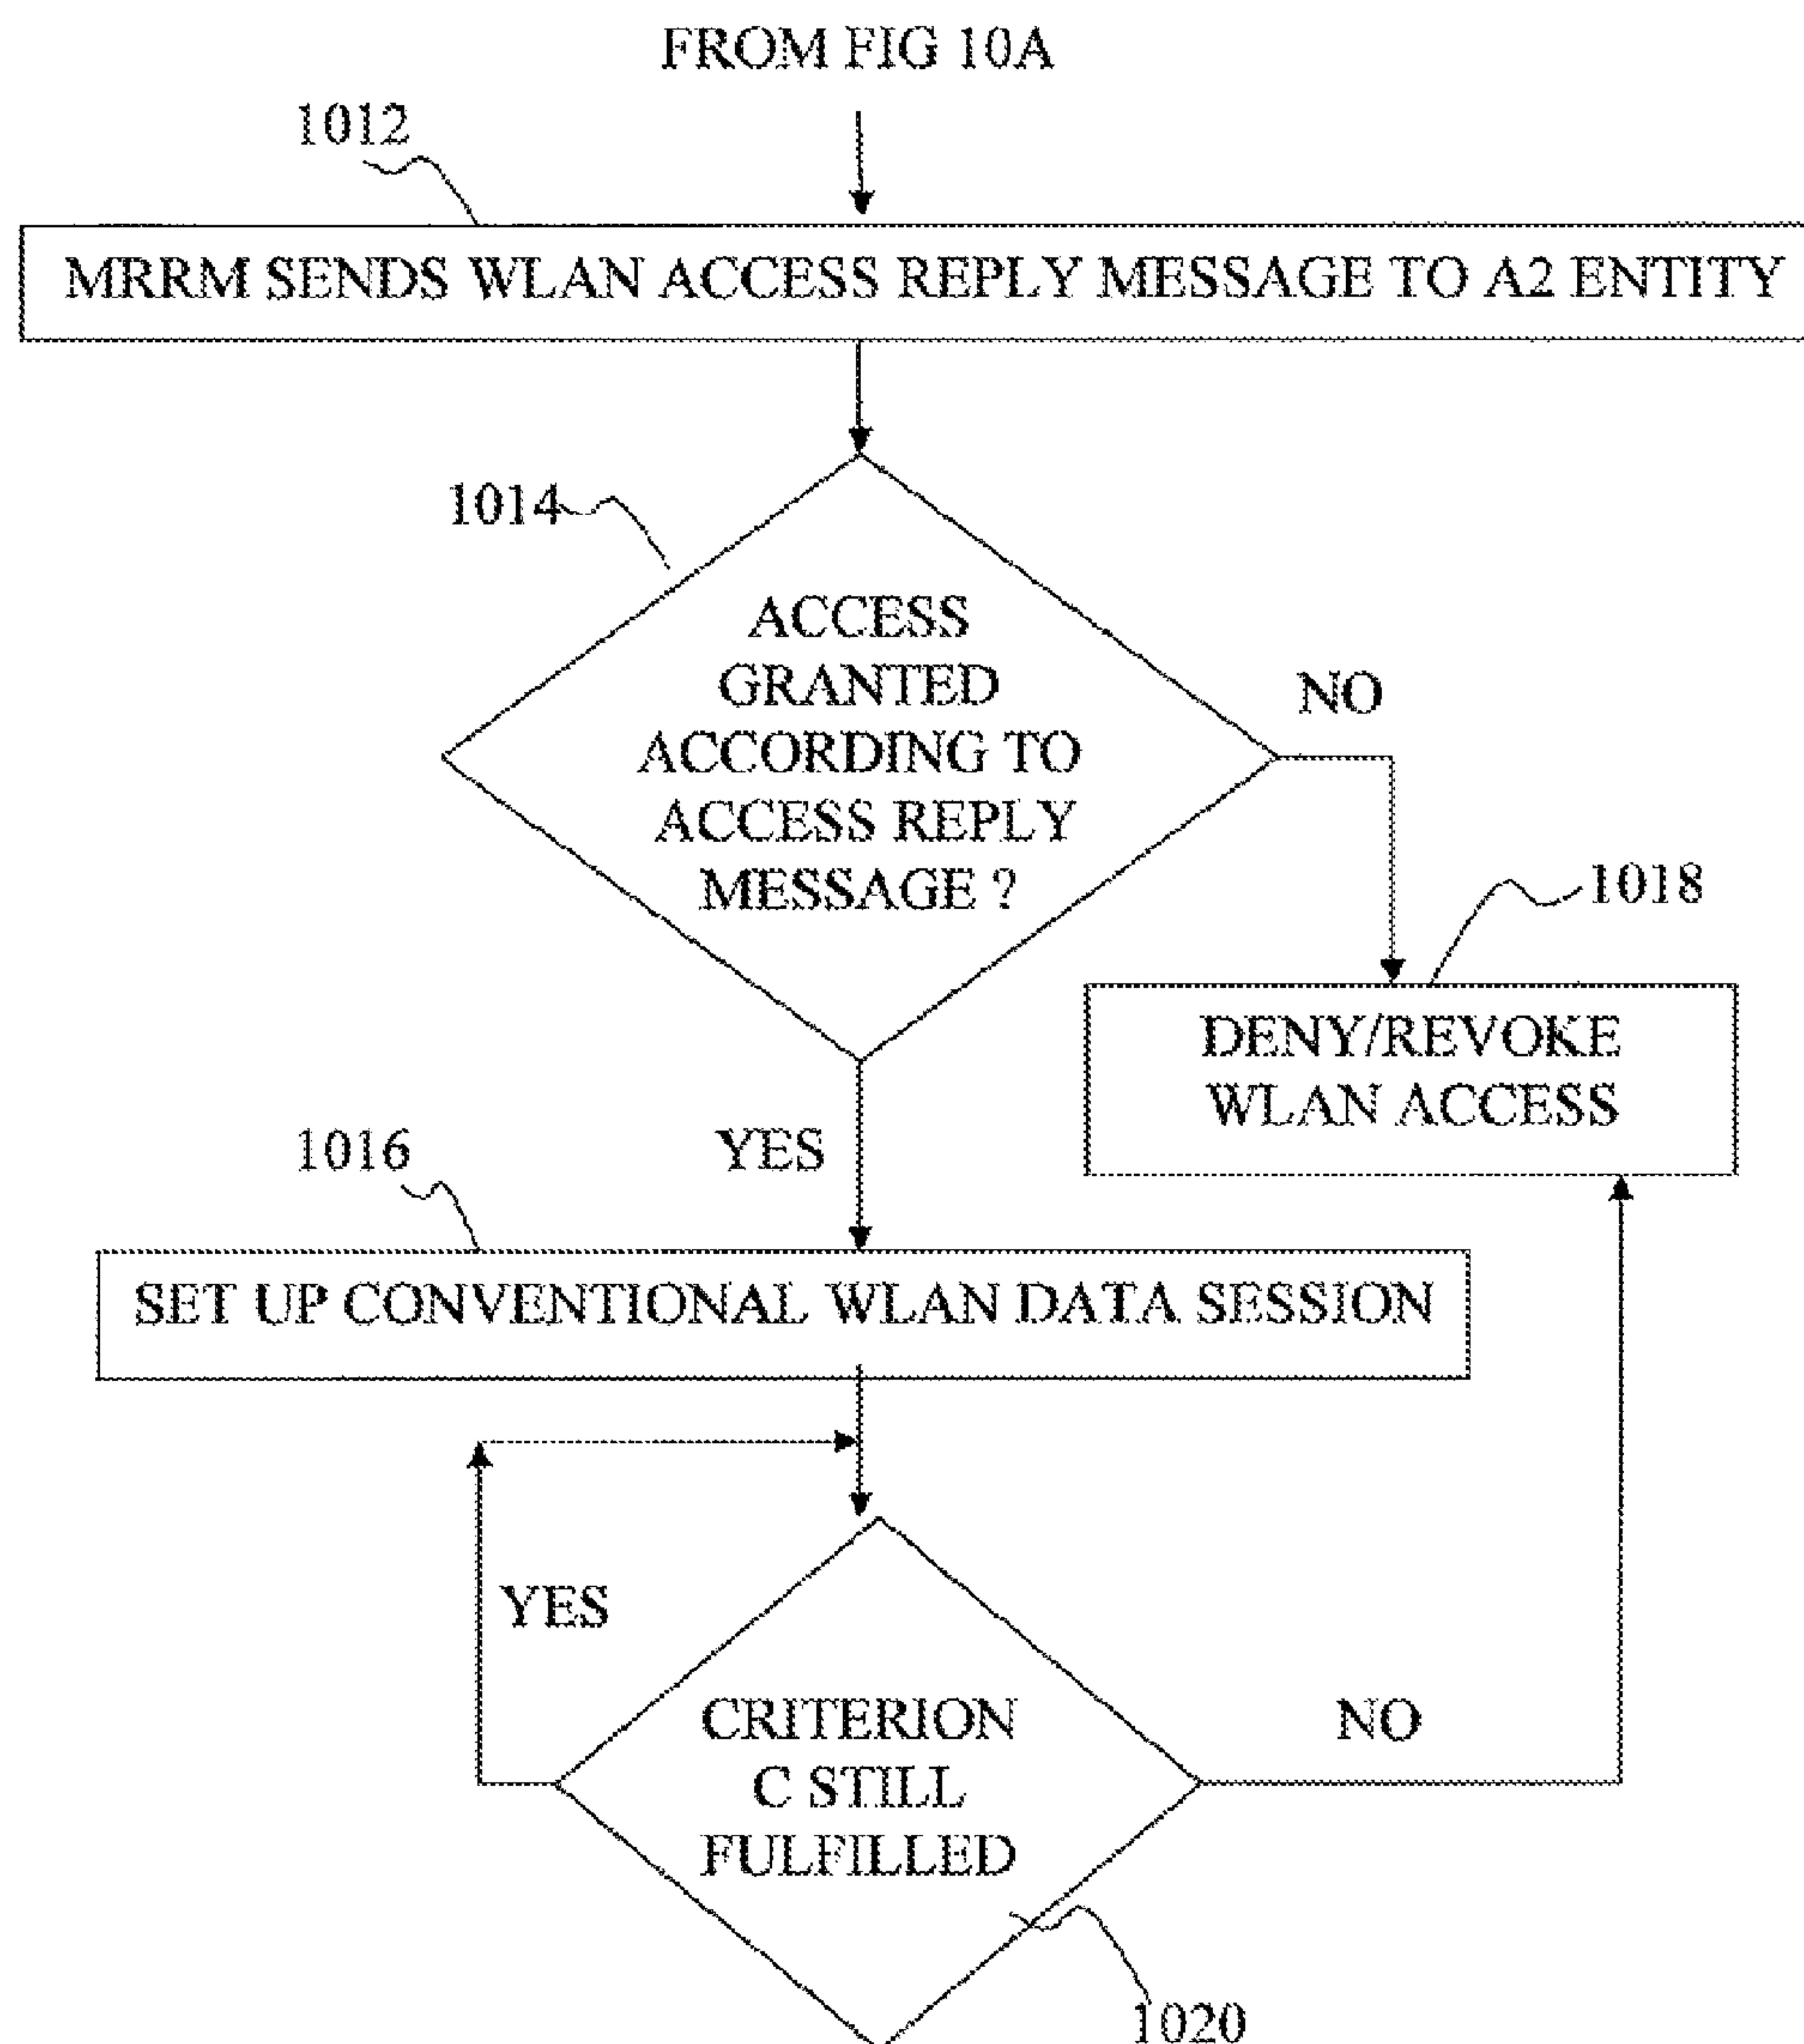 FROM FIG 10A
1012
MRRM SENDS WLAN ACCESS REPLY MESSAGE TO A2 ENTITY
1014
ACCESS
GRANTED
ACCORDING TO
ACCESS REPLY
MESSAGE ?
NO
1018
DENY/REVOKE
WLAN ACCESS
YES
1016
SET UP CONVENTIONAL WLAN DATA SESSION
YES
CRITERION
C STILL
FULFILLED
NO
1020